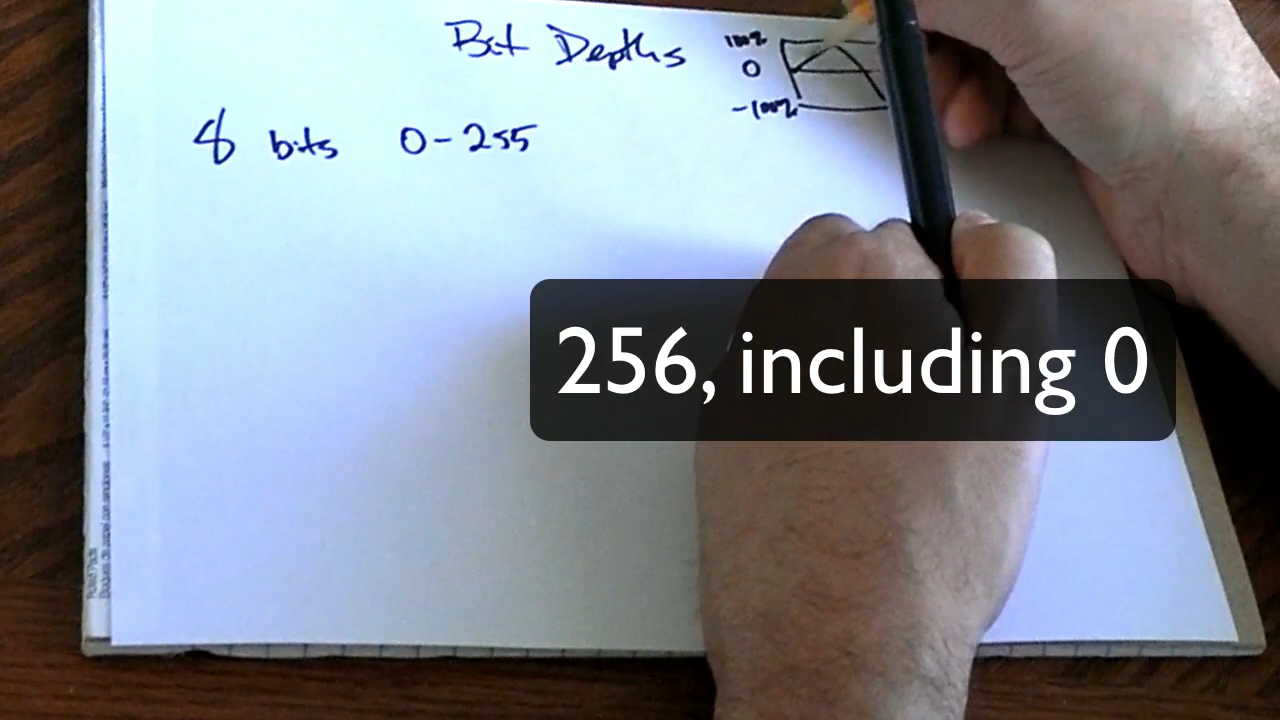 Bit Depths
100%
0
-100%
8 bits 0-255
256, including 0